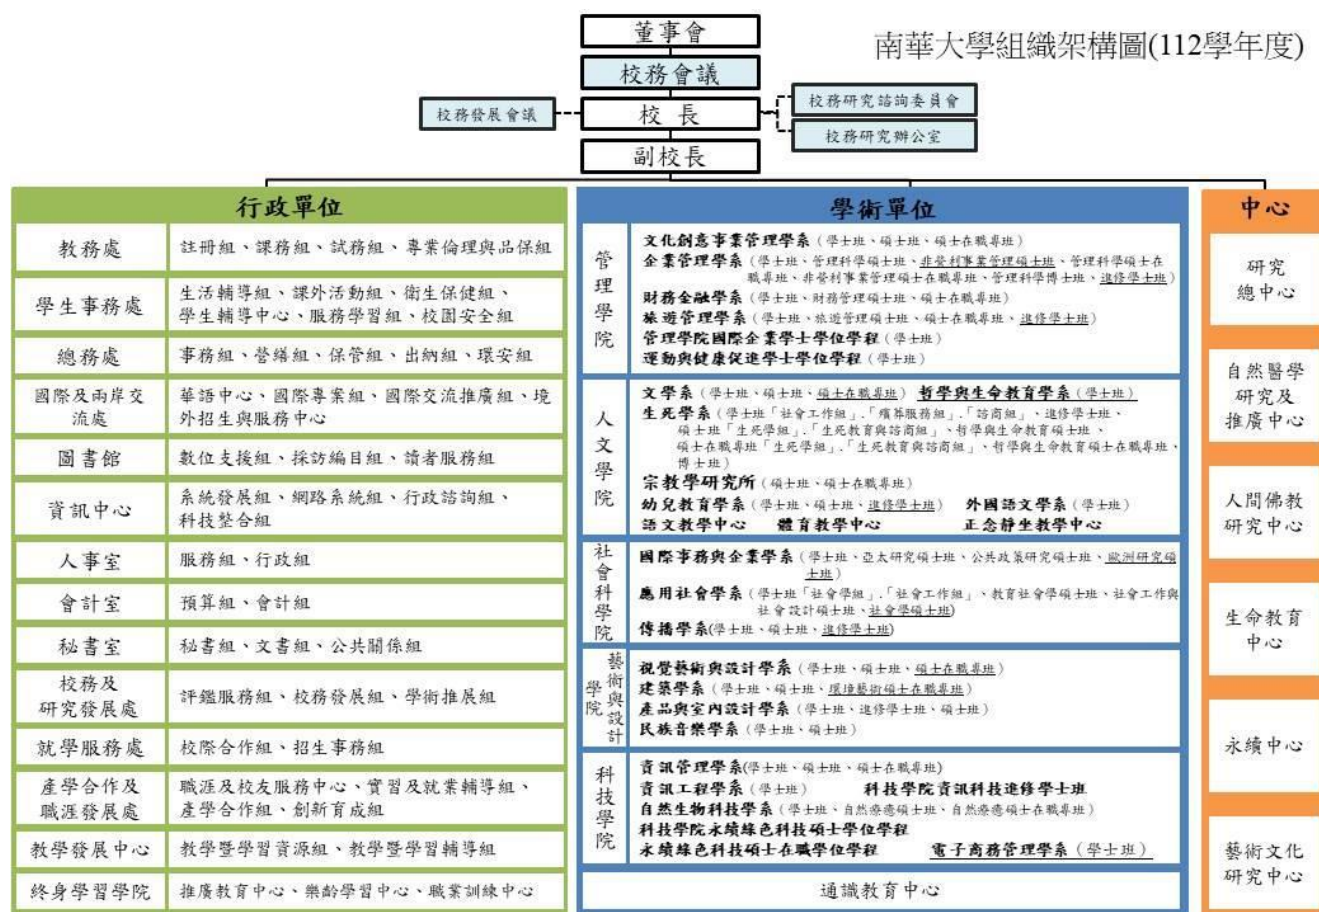 南華大學組織架構圖(112學年度)
董事會
校務會議
校務發展會議
校 長
校務研究諮詢委員會
校務研究辦公室
副校長
行政單位
教務處
註冊組、課務組、試務組、專業倫理與品保組
學生事務處
生活輔導組、課外活動組、衛生保健組、
學生輔導中心、服務學習組、校園安全組
總務處
事務組、營繕組、保管組、出納組、環安組
國際及兩岸交
流處
華語中心、國際專案組、國際交流推廣組、境
外招生與服務中心
圖書館
數位支援組、採訪編目組、讀者服務組
資訊中心
系統發展組、網路系統組、行政諮詢組、
科技整合組
人事室
服務組、行政組
會計室
預算組、會計組
秘書室
秘書組、文書組、公共關係組
校務及
研究發展處
評鑑服務組、校務發展組、學術推展組
就學服務處
校際合作組、招生事務組
產學合作及
職涯發展處
職涯及校友服務中心、實習及就業輔導組、
產學合作組、創新育成組
教學發展中心
教學暨學習資源組、教學暨學習輔導組
終身學習學院
推廣教育中心、樂齡學習中心、職業訓練中心
學術單位
管理學院
文化創意事業管理學系（學士班、碩士班、碩士在職專班）
企業管理學系（學士班、管理科學碩士班、非營利事業管理碩士班、管理科學碩士在
職專班、非營利事業管理碩士在職專班、管理科學博士班、進修學士班）
財務金融學系（學士班、財務管理碩士班、碩士在職專班）
旅遊管理學系（學士班、旅遊管理碩士班、碩士在職專班、進修學士班）
管理學院國際企業學士學位學程（學士班）
運動與健康促進學士學位學程（學士班）
人文學院
文學系（學士班、碩士班、碩士在職專班） 哲學與生命教育學系（學士班）
生死學系（學士班「社會工作組」.「殯葬服務組」.「諮商組」、進修學士班、
碩士班「生死學組」.「生死教育與諮商組」、哲學與生命教育碩士班、
碩士在職專班「生死學組」.「生死教育與諮商組」、哲學與生命教育碩士在職專班、
博士班）
宗教學研究所（碩士班、碩士在職專班）
幼兒教育學系（學士班、碩士班、進修學士班） 外國語文學系（學士班）
語文教學中心 體育教學中心 正念靜坐教學中心
社會科學院
國際事務與企業學系（學士班、亞太研究碩士班、公共政策研究碩士班、歐洲研究碩
士班）
應用社會學系（學士班「社會學組」.「社會工作組」、教育社會學碩士班、社會工作與
社會設計碩士班、社會學碩士班)
傳播學系(學士班、碩士班、進修學士班)
藝術與設計
學院
視覺藝術與設計學系（學士班、碩士班、碩士在職專班）
建築學系（學士班、碩士班、環境藝術碩士在職專班）
產品與室內設計學系（學士班、進修學士班、碩士班）
民族音樂學系（學士班、碩士班）
科技學院
資訊管理學系(學士班、碩士班、碩士在職專班)
資訊工程學系（學士班） 科技學院資訊科技進修學士班
自然生物科技學系（學士班、自然療癒碩士班、自然療癒碩士在職專班）
科技學院永續綠色科技碩士學位學程
永續綠色科技碩士在職學位學程 電子商務管理學系（學士班）
通識教育中心
中心
研究
總中心
自然醫學
研究及
推廣中心
人間佛教
研究中心
生命教育
中心
永續中心
藝術文化
研究中心